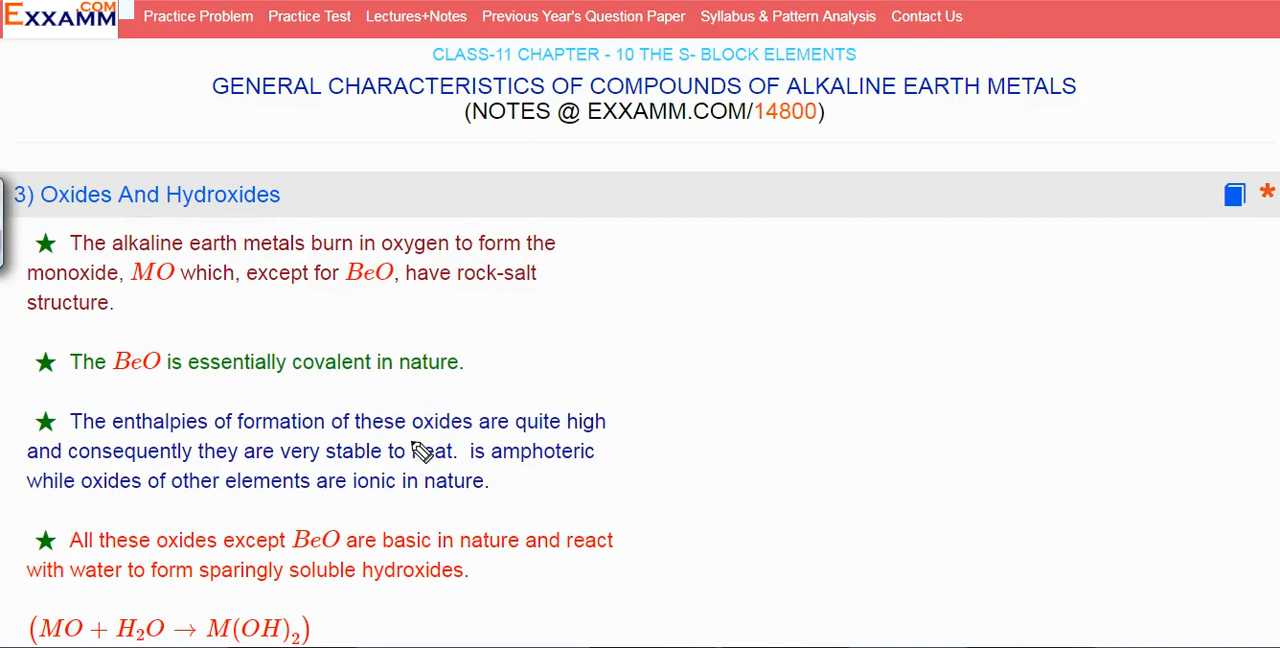 EXXAMM.COM
Practice Problem Practice Test Lectures+Notes Previous Year's Question Paper Syllabus & Pattern Analysis Contact Us
CLASS-11 CHAPTER - 10 THE S- BLOCK ELEMENTS
GENERAL CHARACTERISTICS OF COMPOUNDS OF ALKALINE EARTH METALS
(NOTES @ EXXAMM.COM/14800)
3) Oxides And Hydroxides *
★ The alkaline earth metals burn in oxygen to form the
monoxide, MO which, except for BeO, have rock-salt
structure.
★ The BeO is essentially covalent in nature.
★ The enthalpies of formation of these oxides are quite high
and consequently they are very stable to heat. is amphoteric
while oxides of other elements are ionic in nature.
★ All these oxides except BeO are basic in nature and react
with water to form sparingly soluble hydroxides.
(MO + H₂O → M(OH)₂)